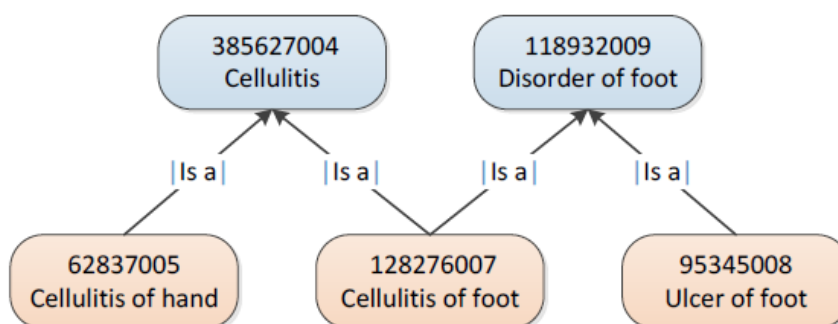 385627004
Cellulitis
118932009
Disorder of foot
|Is a|
|Is a|
|Is a|
|Is a|
62837005
Cellulitis of hand
128276007
Cellulitis of foot
95345008
Ulcer of foot